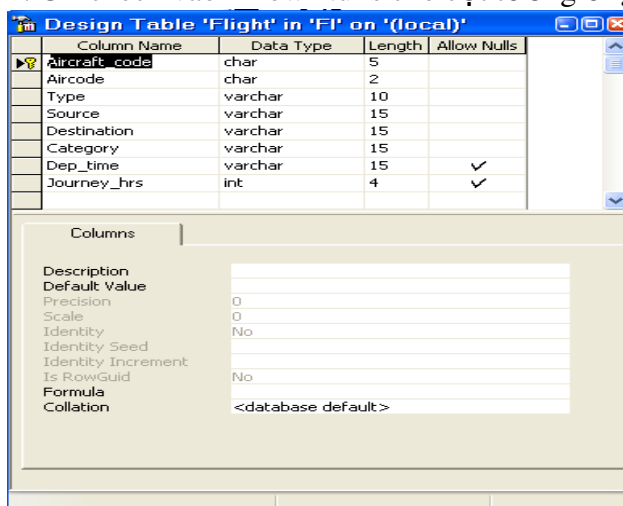 Design Table 'Flight' in 'FI' on '(local)'
Column Name Data Type Length Allow Nulls
Aircraft_code char 5
Aircode char 2
Type varchar 10
Source varchar 15
Destination varchar 15
Category varchar 15
Dep_time varchar 15 ✓
Journey_hrs int 4 ✓
Columns
Description
Default Value
Precision 0
Scale 0
Identity No
Identity Seed
Identity Increment
Is RowGuid No
Formula
Collation <database default>